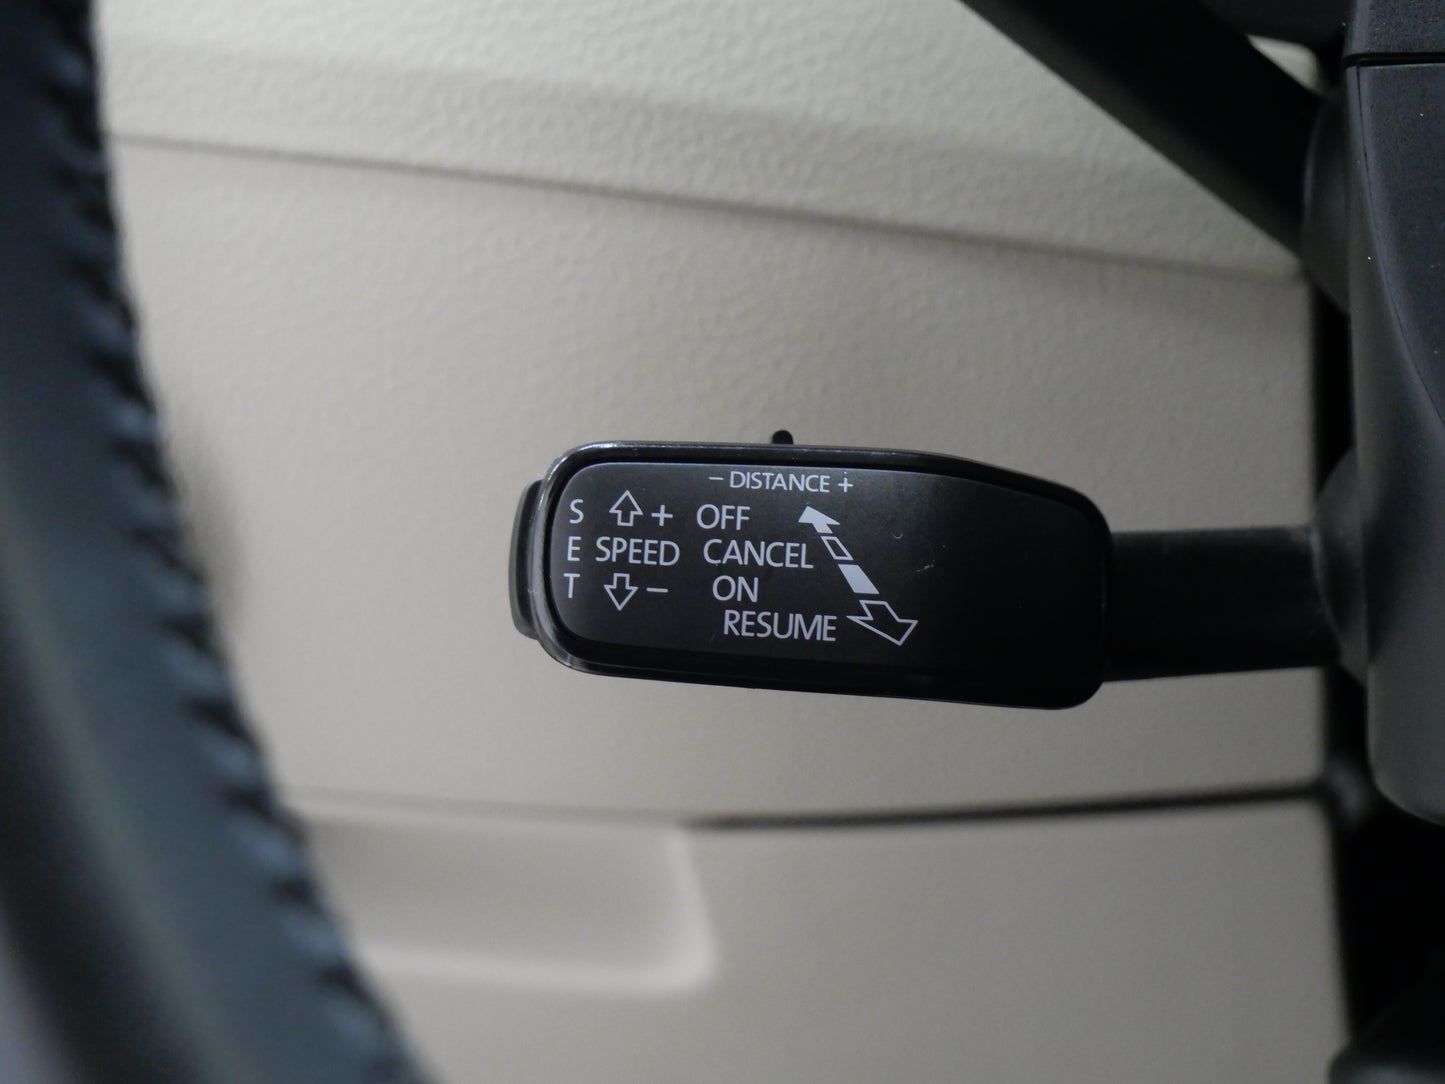 - DISTANCE +
S + OFF
E SPEED CANCEL
T - ON
RESUME